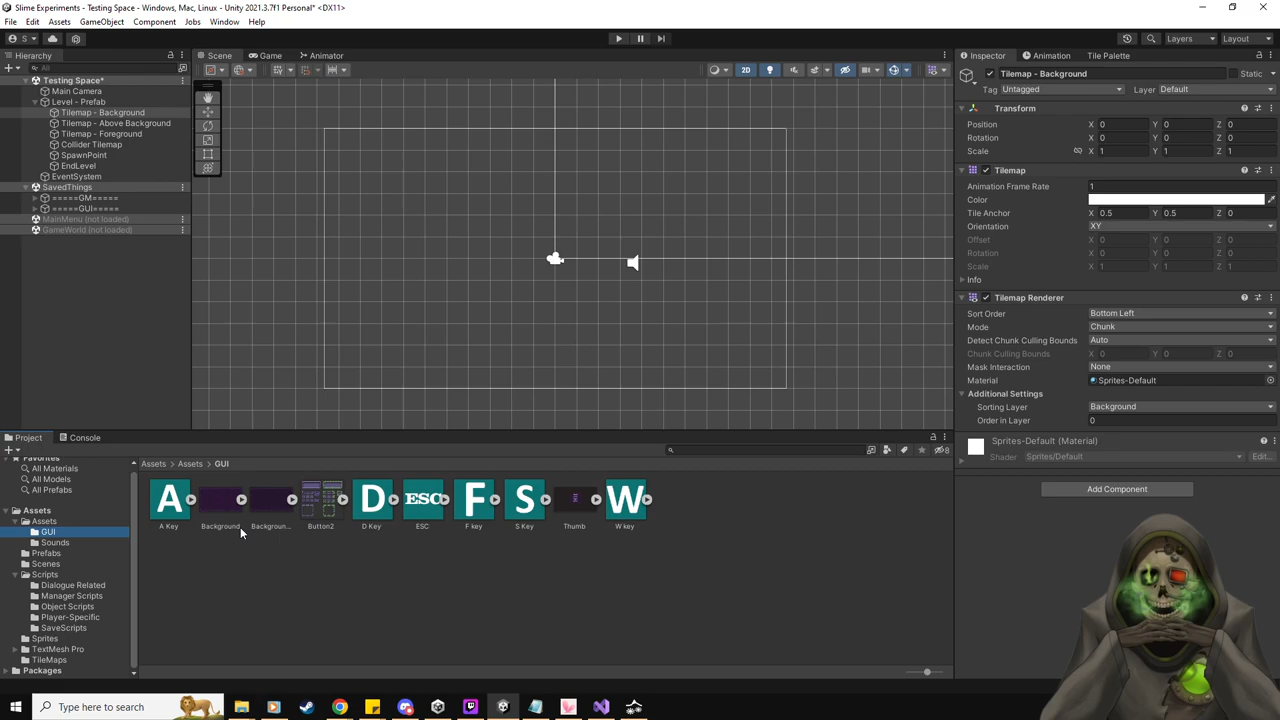 Slime Experiments - Testing Space - Windows, Mac, Linux - Unity 2021.3.7f1 Personal* <DX11>
File Edit Assets GameObject Component Jobs Window Help
S Layers Layout
Hierarchy
All
Testing Space*
Main Camera
Level - Prefab
Tilemap - Background
Tilemap - Above Background
Tilemap - Foreground
Collider Tilemap
SpawnPoint
EndLevel
EventSystem
SavedThings
=====GM=====
=====GUI=====
MainMenu (not loaded)
GameWorld (not loaded)
Scene Game Animator
2D
Inspector Animation Tile Palette
Tilemap - Background Static
Tag Untagged Layer Default
Transform
Position X 0 Y 0 Z 0
Rotation X 0 Y 0 Z 0
Scale X 1 Y 1 Z 1
Tilemap
Animation Frame Rate 1
Color
Tile Anchor X 0.5 Y 0.5 Z 0
Orientation XY
Offset X 0 Y 0 Z 0
Rotation X 0 Y 0 Z 0
Scale X 1 Y 1 Z 1
Info
Tilemap Renderer
Sort Order Bottom Left
Mode Chunk
Detect Chunk Culling Bounds Auto
Chunk Culling Bounds X 0 Y 0 Z 0
Mask Interaction None
Material Sprites-Default
Additional Settings
Sorting Layer Background
Order in Layer 0
Sprites-Default (Material)
Shader Sprites/Default Edit...
Add Component
Project Console
8
Favorites
All Materials
All Models
All Prefabs
Assets
Assets
GUI
Sounds
Prefabs
Scenes
Scripts
Dialogue Related
Manager Scripts
Object Scripts
Player-Specific
SaveScripts
Sprites
TextMesh Pro
TileMaps
Packages
Assets > Assets > GUI
A D ESC F S W
A Key Background Backgroun... Button2 D Key ESC F key S Key Thumb W key
Type here to search